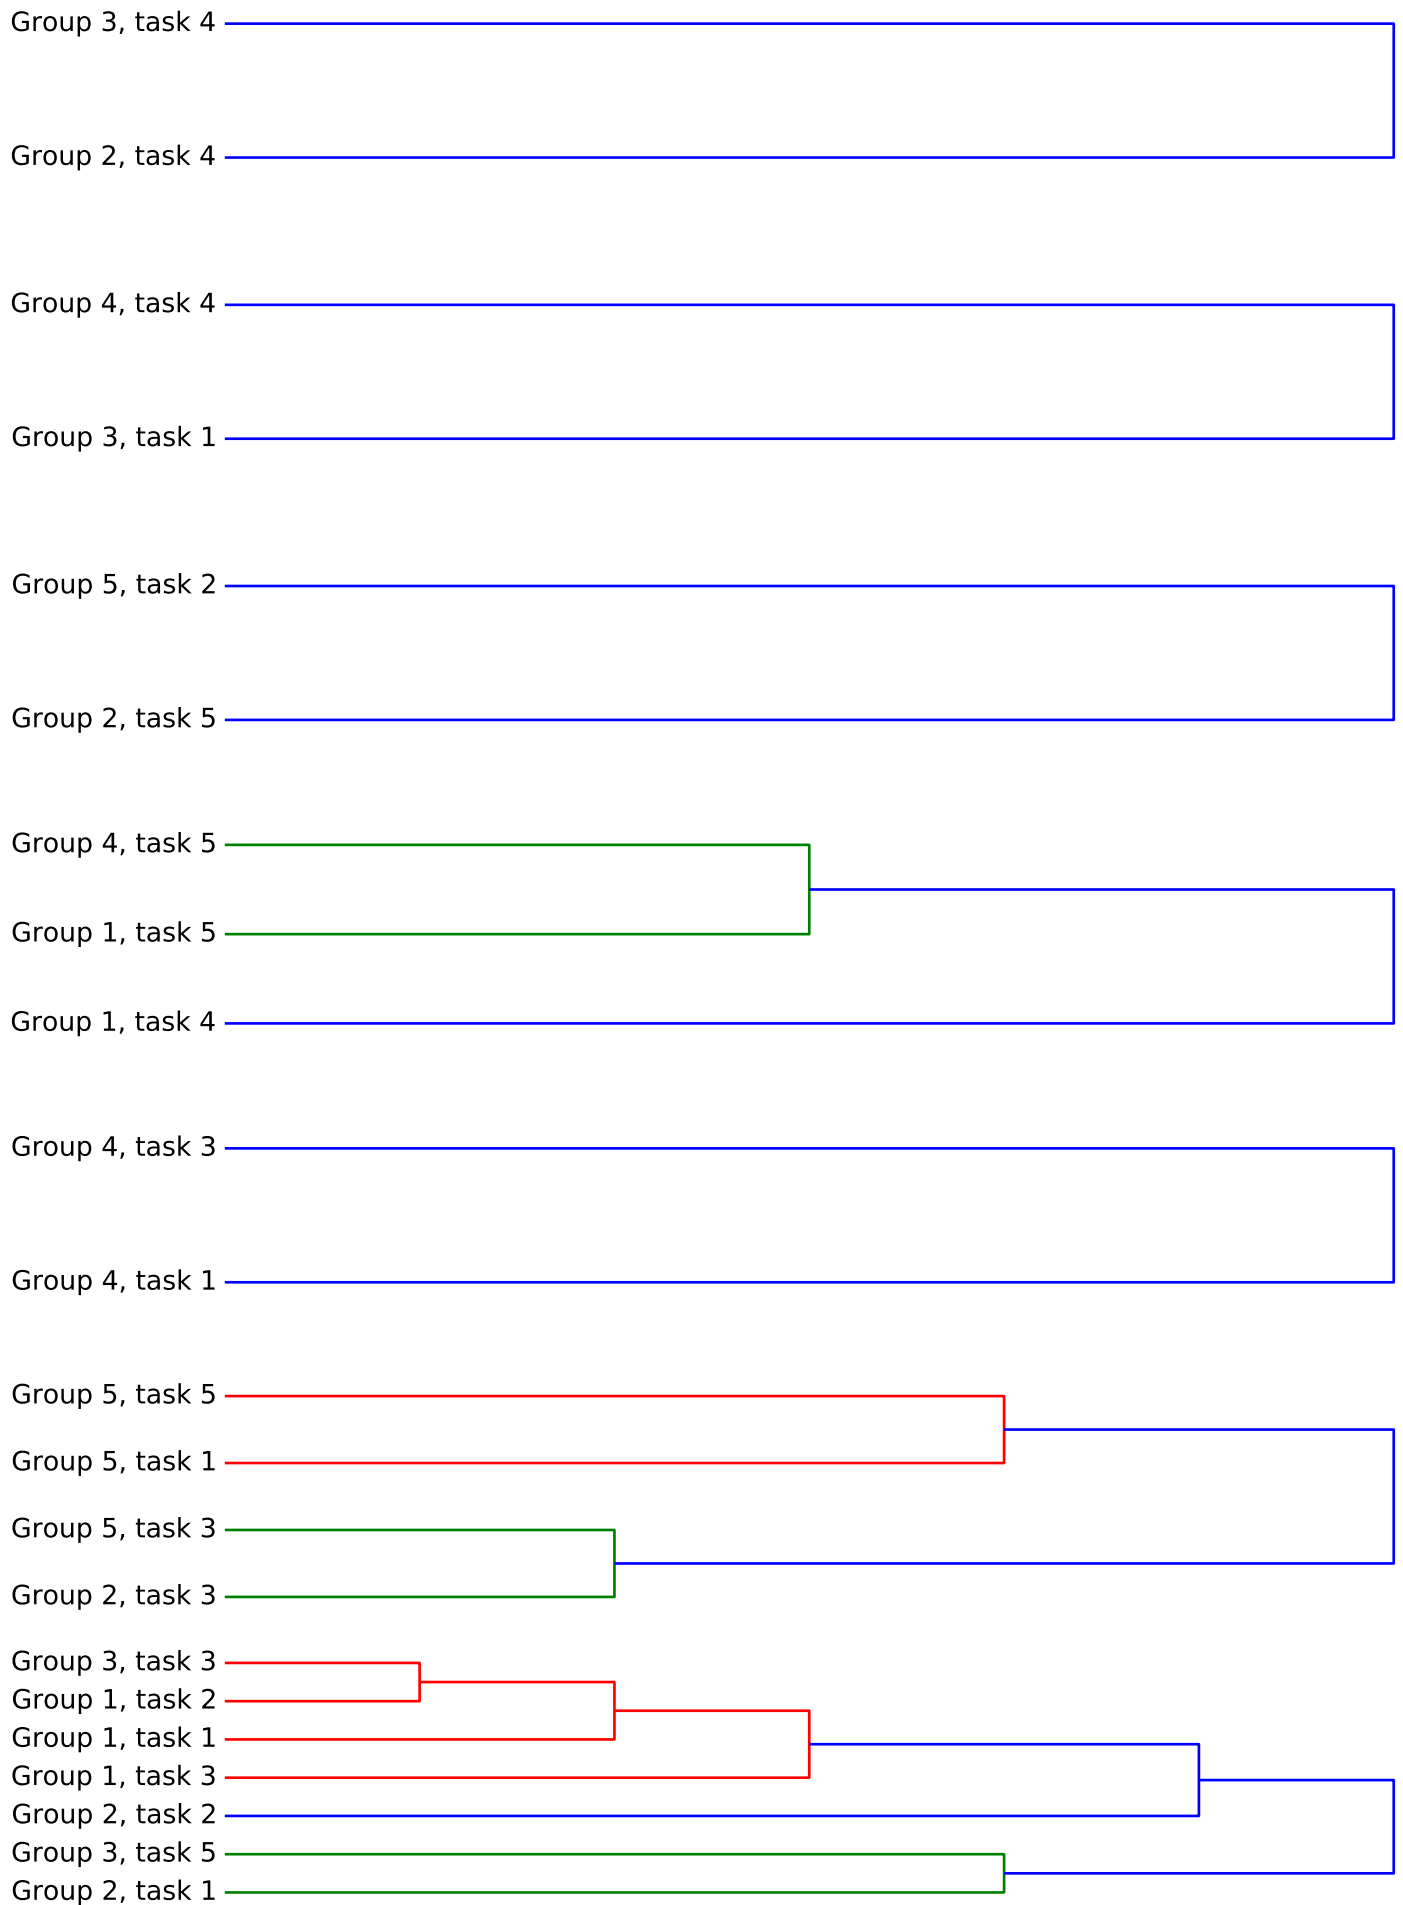 Group 3, task 4
Group 2, task 4
Group 4, task 4
Group 3, task 1
Group 5, task 2
Group 2, task 5
Group 4, task 5
Group 1, task 5
Group 1, task 4
Group 4, task 3
Group 4, task 1
Group 5, task 5
Group 5, task 1
Group 5, task 3
Group 2, task 3
Group 3, task 3
Group 1, task 2
Group 1, task 1
Group 1, task 3
Group 2, task 2
Group 3, task 5
Group 2, task 1